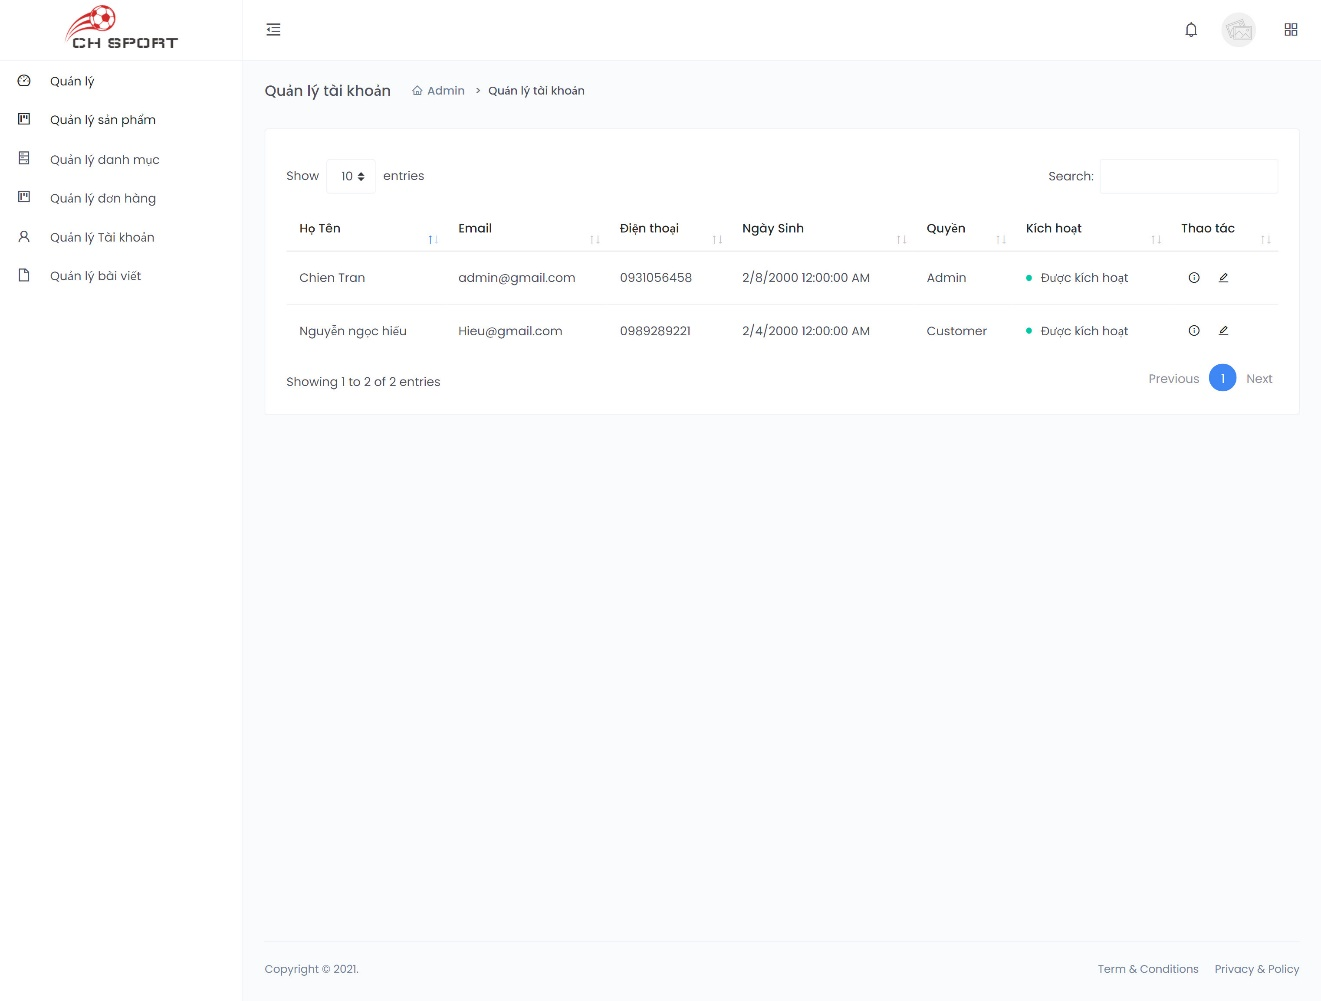 CH SPORT
Quản lý
Quản lý sản phẩm
Quản lý danh mục
Quản lý đơn hàng
Quản lý Tài khoản
Quản lý bài viết
Quản lý tài khoản Admin > Quản lý tài khoản
Show 10 entries Search:
Họ Tên Email Điện thoại Ngày Sinh Quyền Kích hoạt Thao tác
Chien Tran admin@gmail.com 0931056458 2/8/2000 12:00:00 AM Admin Được kích hoạt
Nguyễn ngọc hiếu Hieu@gmail.com 0989289221 2/4/2000 12:00:00 AM Customer Được kích hoạt
Showing 1 to 2 of 2 entries Previous 1 Next
Copyright © 2021. Term & Conditions Privacy & Policy